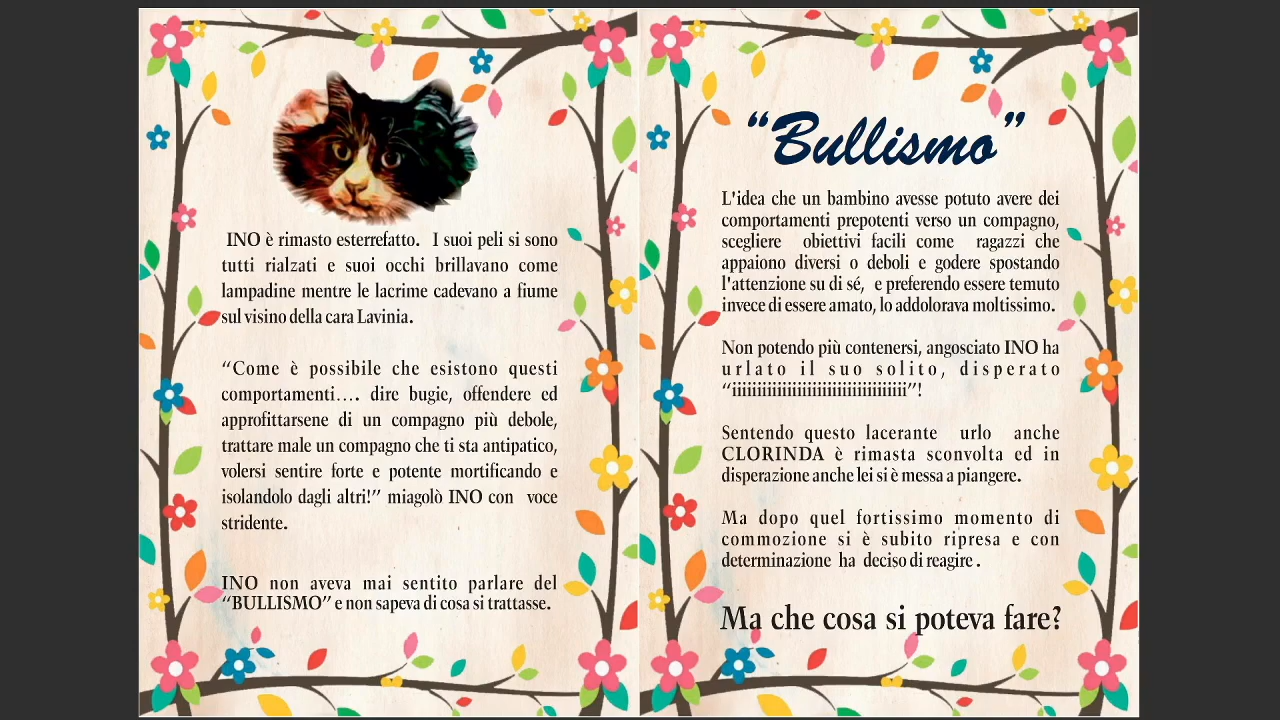 INO è rimasto esterrefatto. I suoi peli si sono
tutti rialzati e suoi occhi brillavano come
lampadine mentre le lacrime cadevano a fiume
sul visino della cara Lavinia.
“Come è possibile che esistono questi
comportamenti…. dire bugie, offendere ed
approfittarsene di un compagno più debole,
trattare male un compagno che ti sta antipatico,
volersi sentire forte e potente mortificando e
isolandolo dagli altri!” miagolò INO con voce
stridente.
INO non aveva mai sentito parlare del
“BULLISMO” e non sapeva di cosa si trattasse.
“Bullismo”
L'idea che un bambino avesse potuto avere dei
comportamenti prepotenti verso un compagno,
scegliere obiettivi facili come ragazzi che
appaiono diversi o deboli e godere spostando
l'attenzione su di sé, e preferendo essere temuto
invece di essere amato, lo addolorava moltissimo.
Non potendo più contenersi, angosciato INO ha
urlato il suo solito, disperato
“iiiiiiiiiiiiiiiiiiiiiiiiiiiiiiiiiii”!
Sentendo questo lacerante urlo anche
CLORINDA è rimasta sconvolta ed in
disperazione anche lei si è messa a piangere.
Ma dopo quel fortissimo momento di
commozione si è subito ripresa e con
determinazione ha deciso di reagire .
Ma che cosa si poteva fare?